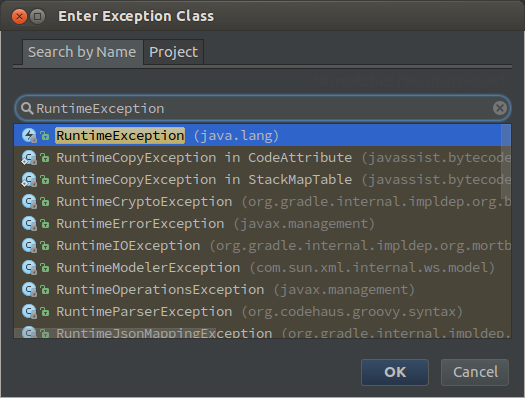 Enter Exception Class
Search by Name Project
RuntimeException
RuntimeException (java.lang)
RuntimeCopyException in CodeAttribute (javassist.bytecode
RuntimeCopyException in StackMapTable (javassist.bytecode
RuntimeCryptoException (org.gradle.internal.impldep.org.b
RuntimeErrorException (javax.management)
RuntimeIOException (org.gradle.internal.impldep.org.mortb
RuntimeModelerException (com.sun.xml.internal.ws.model)
RuntimeOperationsException (javax.management)
RuntimeParserException (org.codehaus.groovy.syntax)
RuntimeJsonMappingException (org.gradle.internal.impldep.
OK Cancel